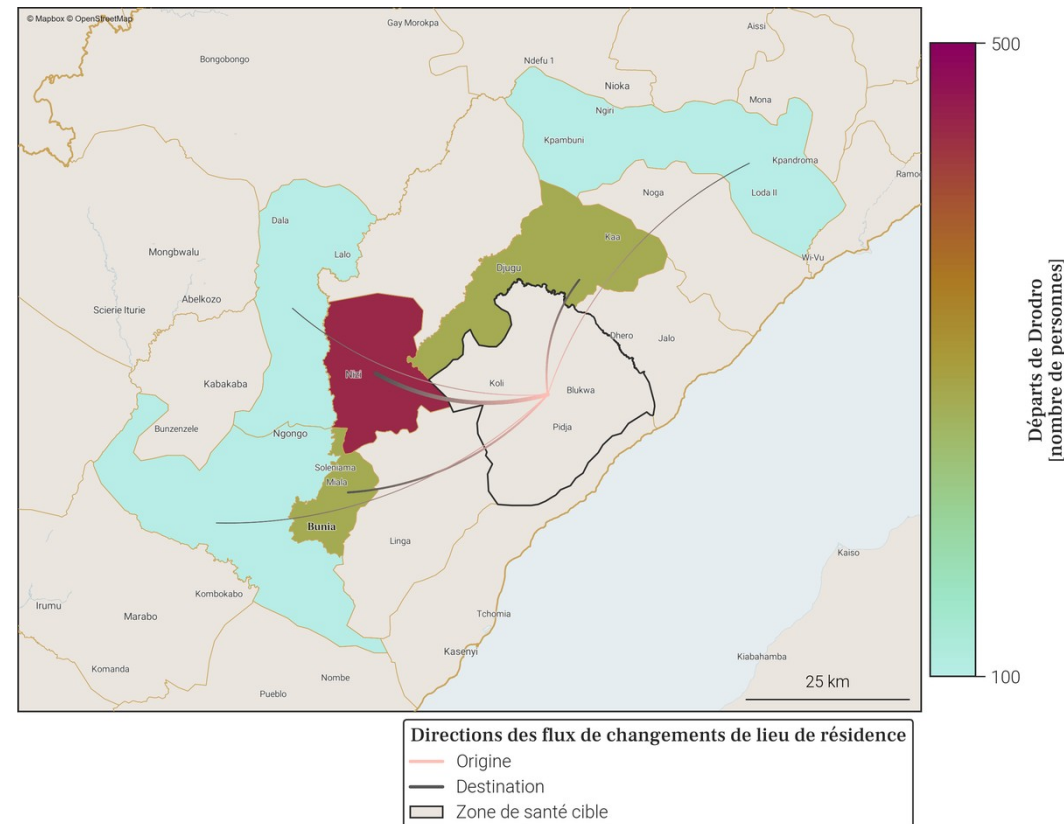 © Mapbox © OpenStreetMap
Gay Morokpa
Aissi
Bongobongo
Ndefu 1
Nioka
Mona
Ngiri
Kpambuni
Kpandroma
Ramo
Noga
Loda II
Dala
Kaa
Mongbwalu
Lalo
Wi-Vu
Djugu
Abelkozo
Scierie Iturie
Dhero
Jalo
Nizi
Koli
Kabakaba
Blukwa
Bunzenzele
Ngongo
Pidja
Soleniama
Miala
Bunia
Linga
Kaiso
Kombokabo
Irumu
Marabo
Tchomia
Kasenyi
Kiabahamba
Komanda
Nombe
Pueblo
25 km
500
100
Départs de Drodro
[nombre de personnes]
Directions des flux de changements de lieu de résidence
Origine
Destination
Zone de santé cible